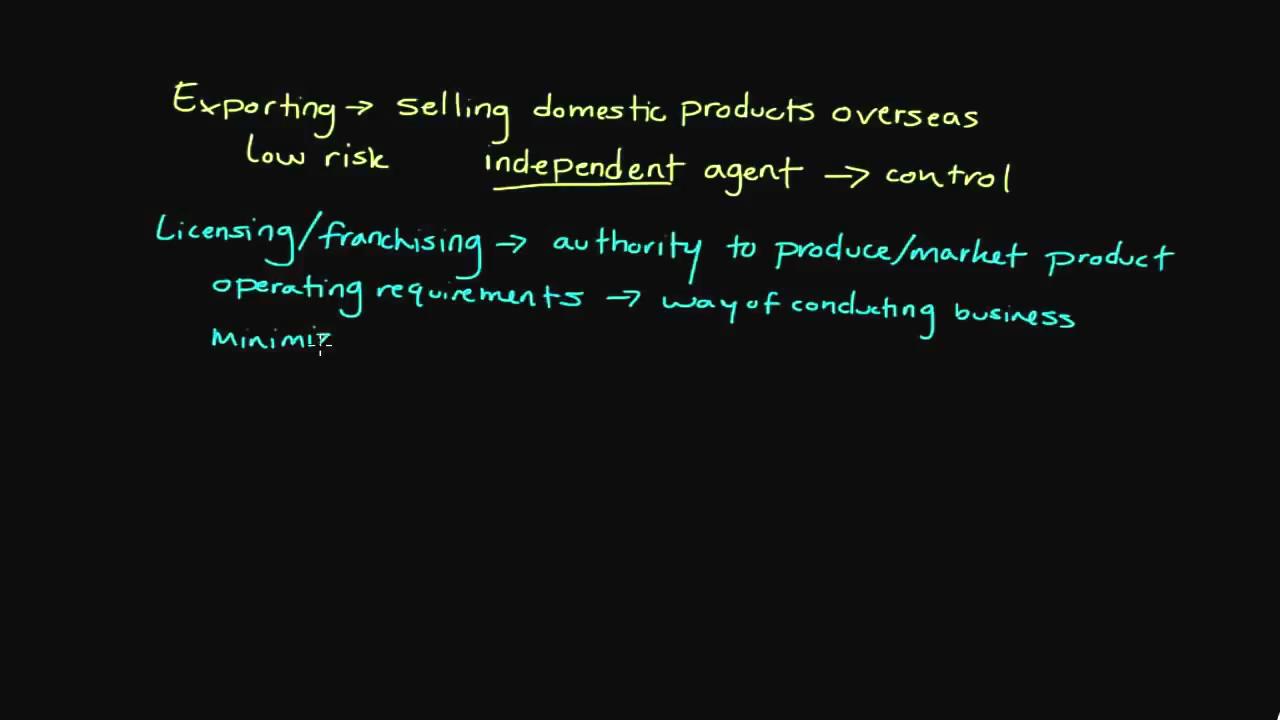 Exporting → selling domestic products overseas
low risk independent agent → control
Licensing/franchising → authority to produce/market product
operating requirements → way of conducting business
Minimiz